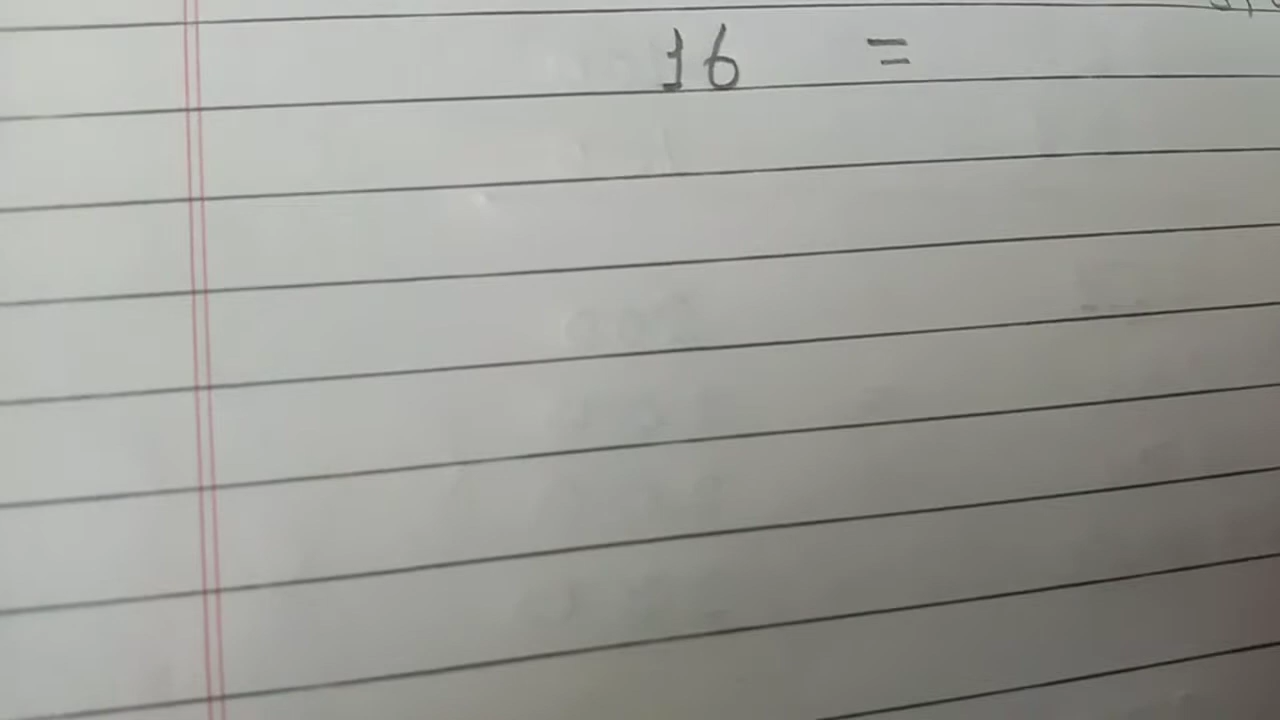 16 =